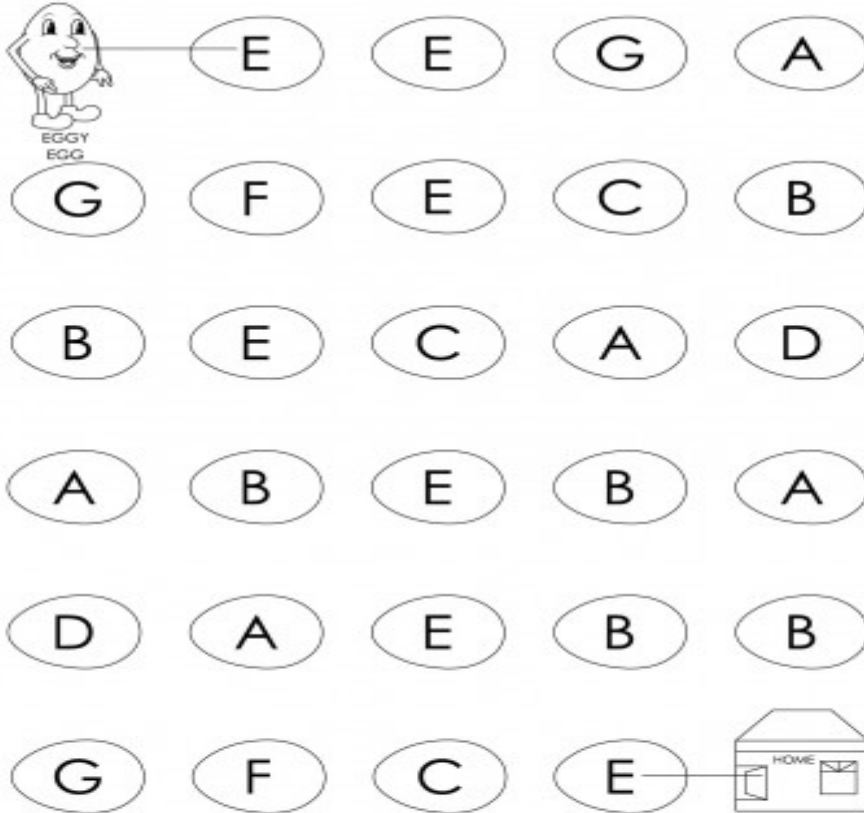 E E G A
EGGY
EGG
G F E C B
B E C A D
A B E B A
D A E B B
HOME
G F C E